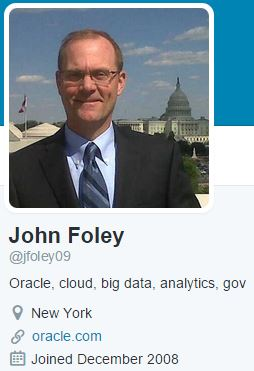 John Foley
@jfoley09
Oracle, cloud, big data, analytics, gov
New York
oracle.com
Joined December 2008